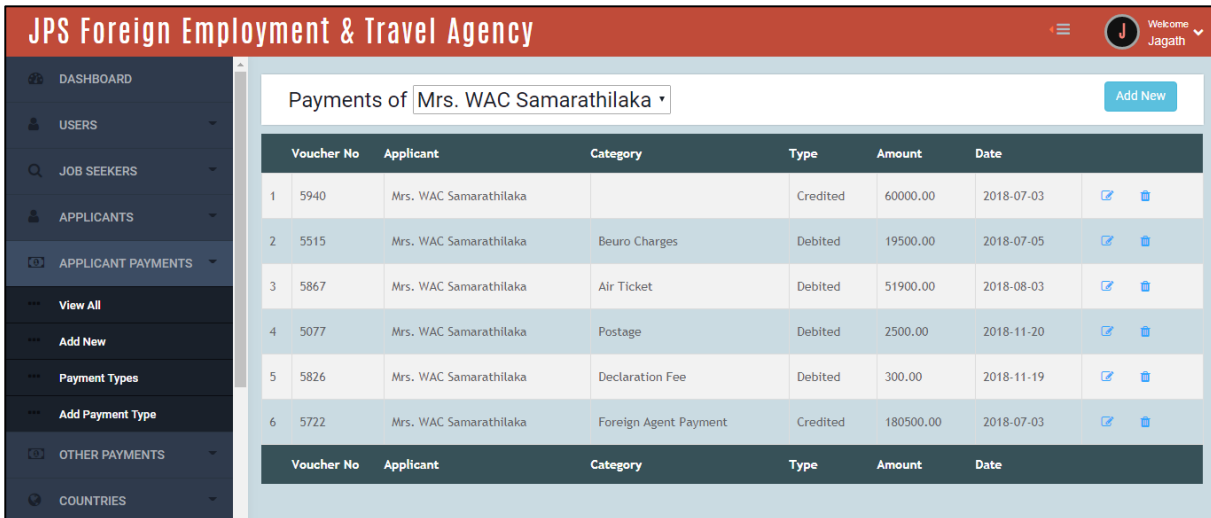 JPS Foreign Employment & Travel Agency
Welcome
Jagath
J
DASHBOARD
USERS
JOB SEEKERS
APPLICANTS
APPLICANT PAYMENTS
View All
Add New
Payment Types
Add Payment Type
OTHER PAYMENTS
COUNTRIES
Payments of Mrs. WAC Samarathilaka
Add New
Voucher No Applicant Category Type Amount Date
1 5940 Mrs. WAC Samarathilaka Credited 60000.00 2018-07-03
2 5515 Mrs. WAC Samarathilaka Beuro Charges Debited 19500.00 2018-07-05
3 5867 Mrs. WAC Samarathilaka Air Ticket Debited 51900.00 2018-08-03
4 5077 Mrs. WAC Samarathilaka Postage Debited 2500.00 2018-11-20
5 5826 Mrs. WAC Samarathilaka Declaration Fee Debited 300.00 2018-11-19
6 5722 Mrs. WAC Samarathilaka Foreign Agent Payment Credited 180500.00 2018-07-03
Voucher No Applicant Category Type Amount Date